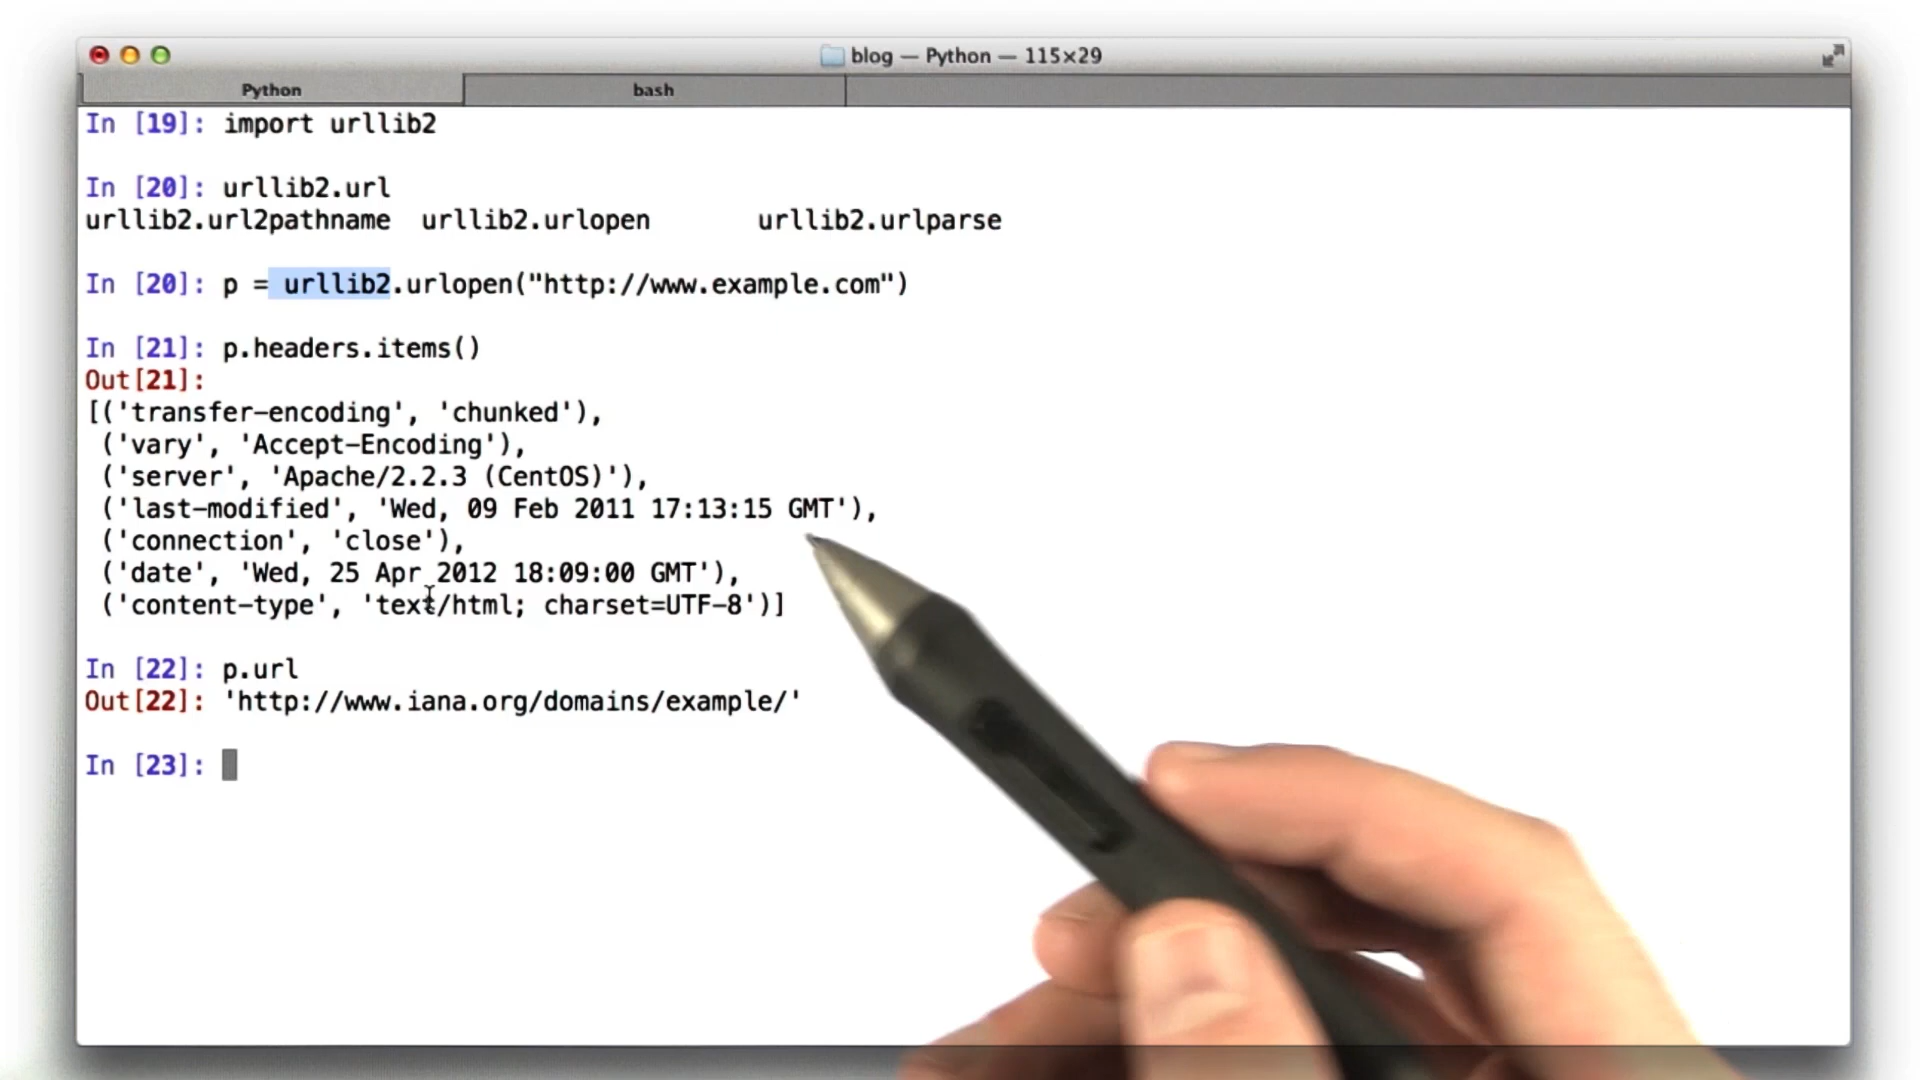 blog — Python — 115×29
Python bash
In [19]: import urllib2
In [20]: urllib2.url
urllib2.url2pathname urllib2.urlopen urllib2.urlparse
In [20]: p = urllib2.urlopen("http://www.example.com")
In [21]: p.headers.items()
Out[21]:
[('transfer-encoding', 'chunked'),
('vary', 'Accept-Encoding'),
('server', 'Apache/2.2.3 (CentOS)'),
('last-modified', 'Wed, 09 Feb 2011 17:13:15 GMT'),
('connection', 'close'),
('date', 'Wed, 25 Apr 2012 18:09:00 GMT'),
('content-type', 'text/html; charset=UTF-8')]
In [22]: p.url
Out[22]: 'http://www.iana.org/domains/example/'
In [23]: